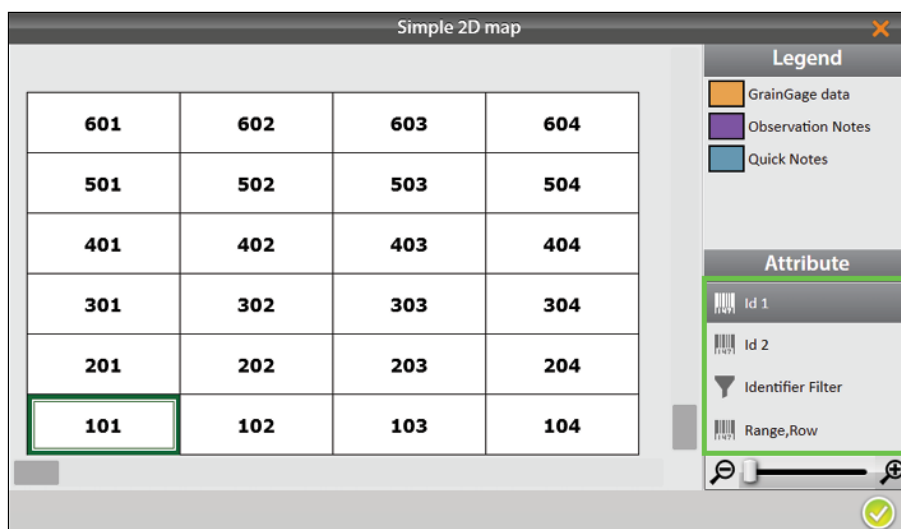 Simple 2D map
Legend
GrainGage data
Observation Notes
Quick Notes
601 602 603 604
501 502 503 504
401 402 403 404
301 302 303 304
201 202 203 204
101 102 103 104
Attribute
Id 1
Id 2
Identifier Filter
Range,Row